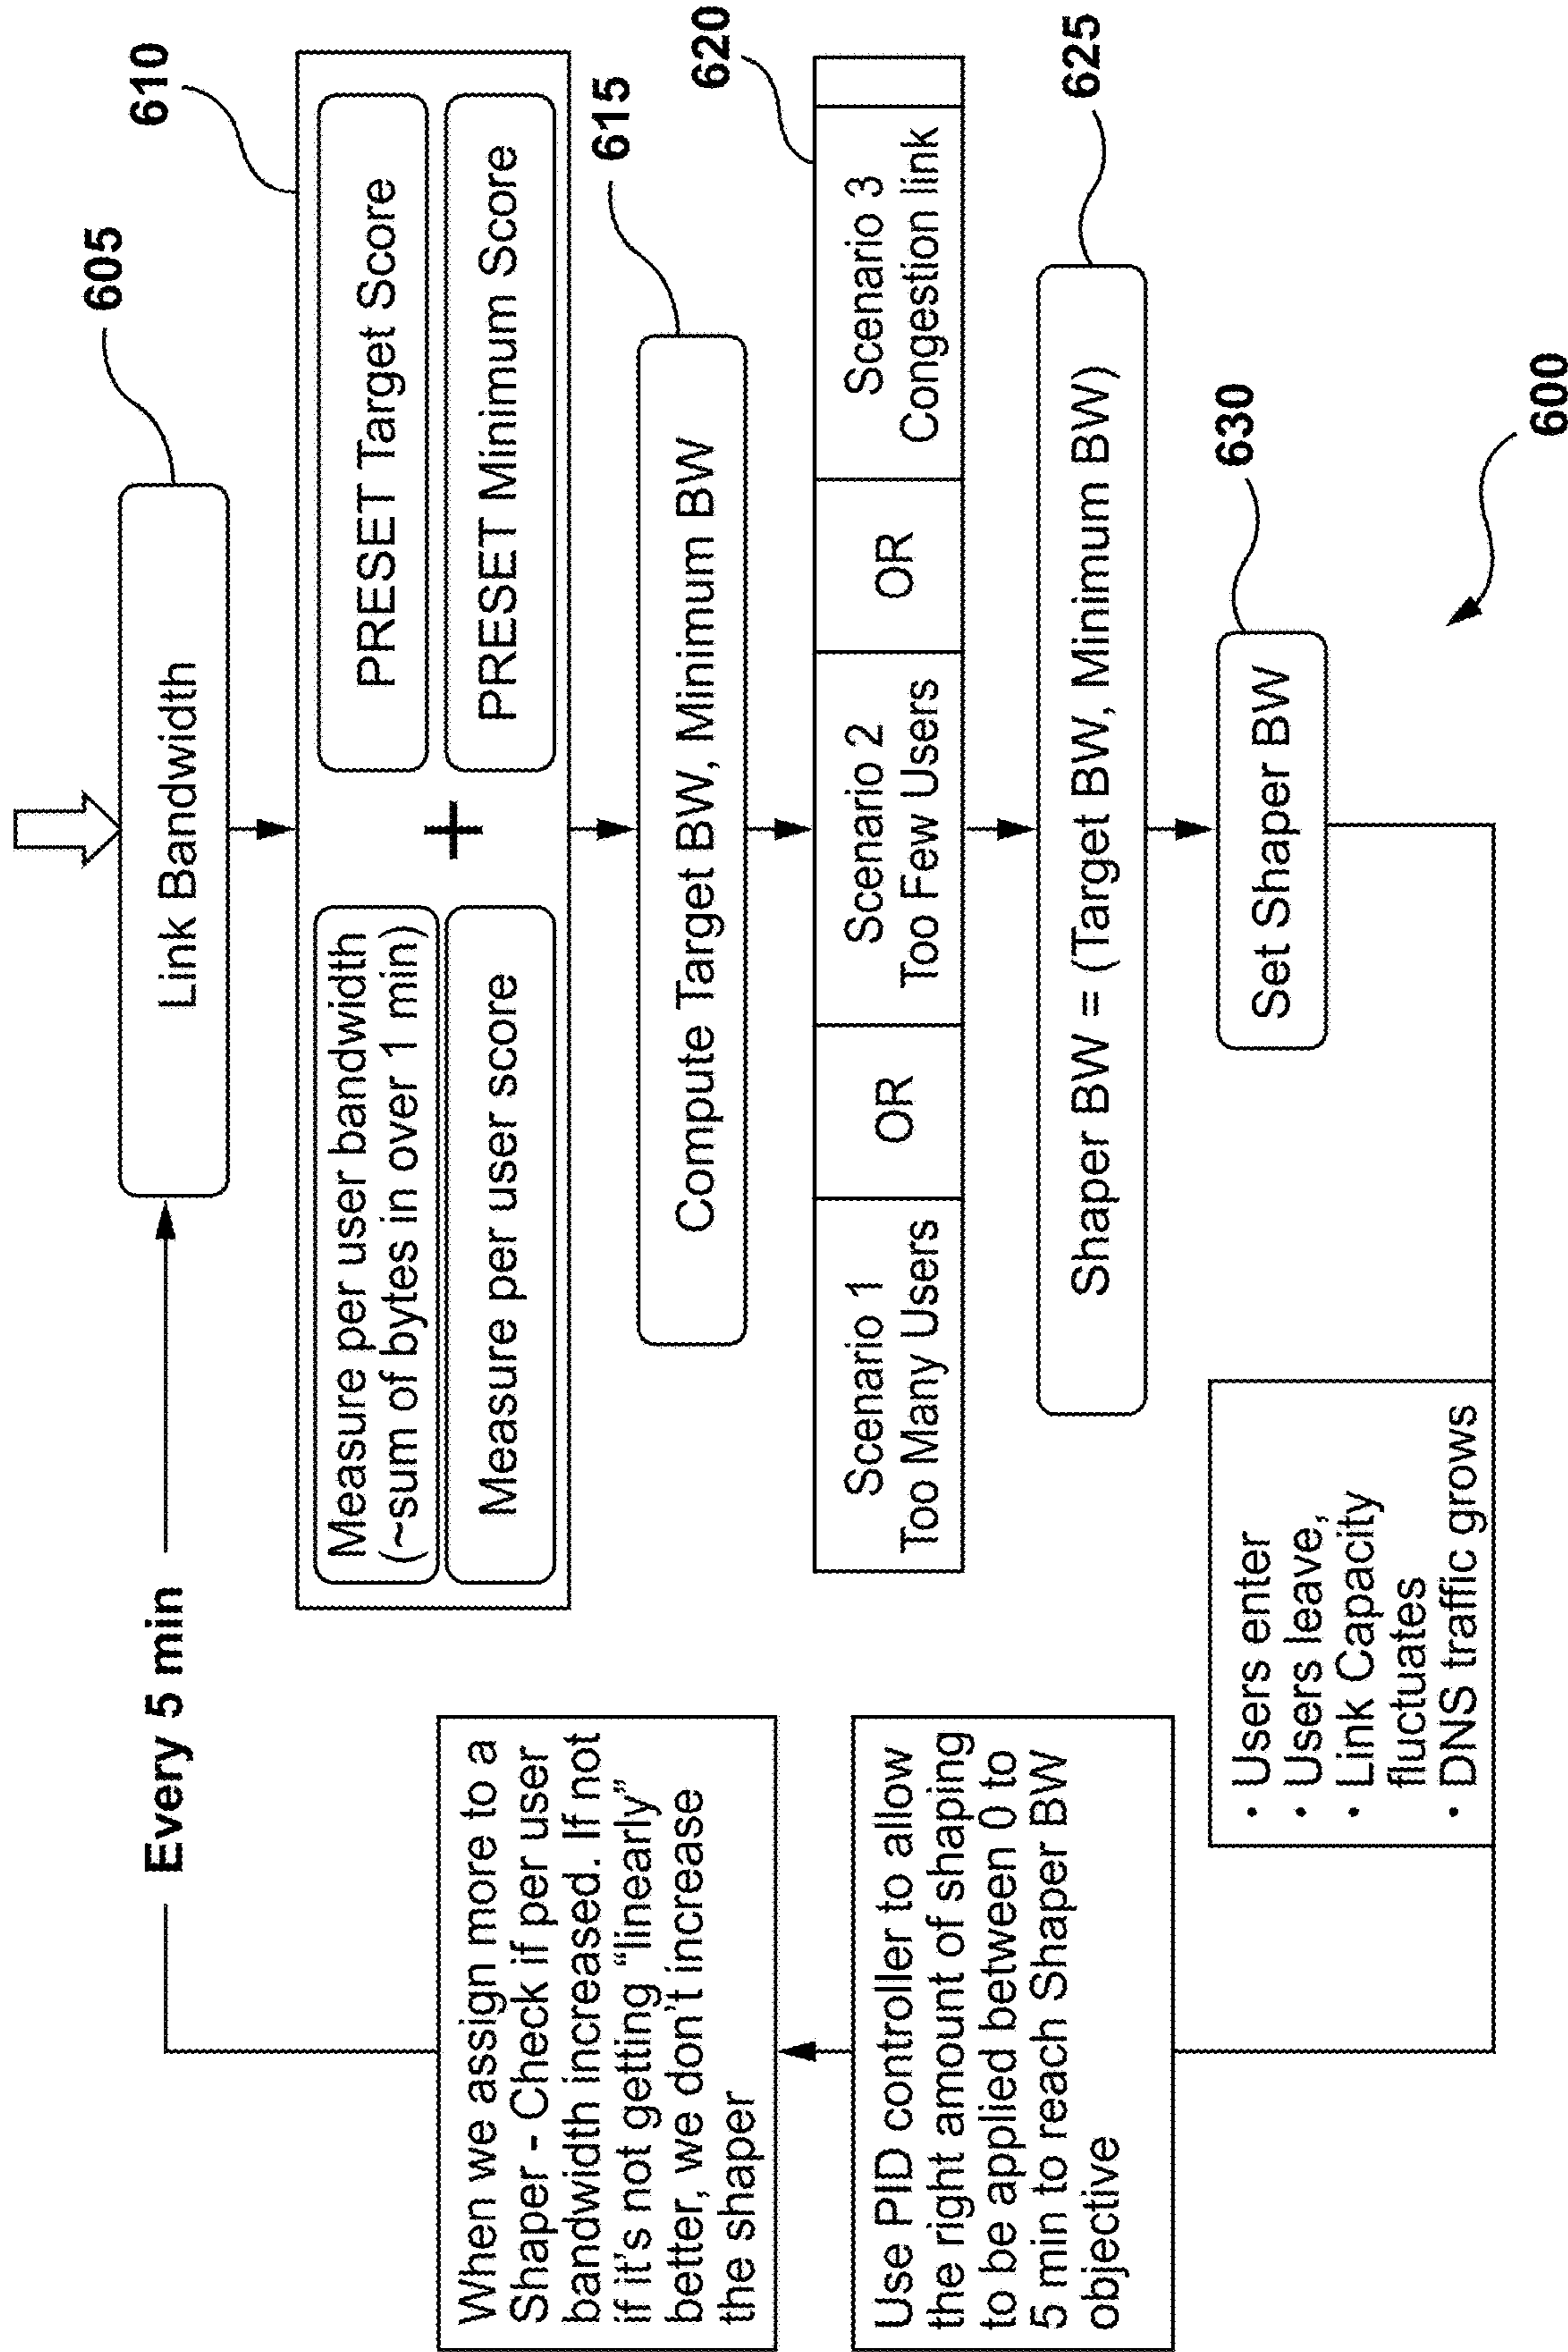 605
Link Bandwidth
Every 5 min
610
Measure per user bandwidth
(~sum of bytes in over 1 min)
Measure per user score
+
PRESET Target Score
PRESET Minimum Score
615
Compute Target BW, Minimum BW
620
Scenario 1
Too Many Users
OR
Scenario 2
Too Few Users
OR
Scenario 3
Congestion link
625
Shaper BW = (Target BW, Minimum BW)
630
Set Shaper BW
600
• Users enter
• Users leave,
• Link Capacity
fluctuates
• DNS traffic grows
Use PID controller to allow
the right amount of shaping
to be applied between 0 to
5 min to reach Shaper BW
objective
When we assign more to a
Shaper - Check if per user
bandwidth increased. If not
if it's not getting “linearly”
better, we don't increase
the shaper